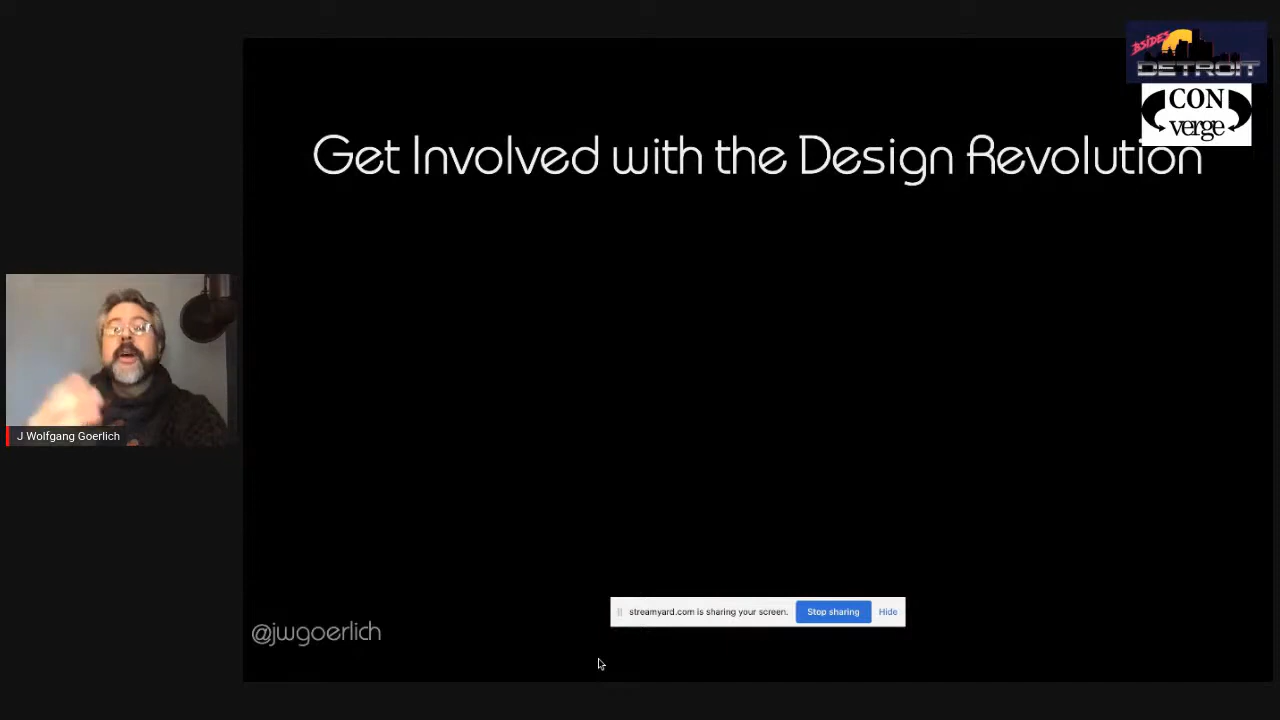 BSIDES
DETROIT
CON
verge
Get Involved with the Design Revolution
J Wolfgang Goerlich
streamyard.com is sharing your screen.
Stop sharing
Hide
@jwgoerlich